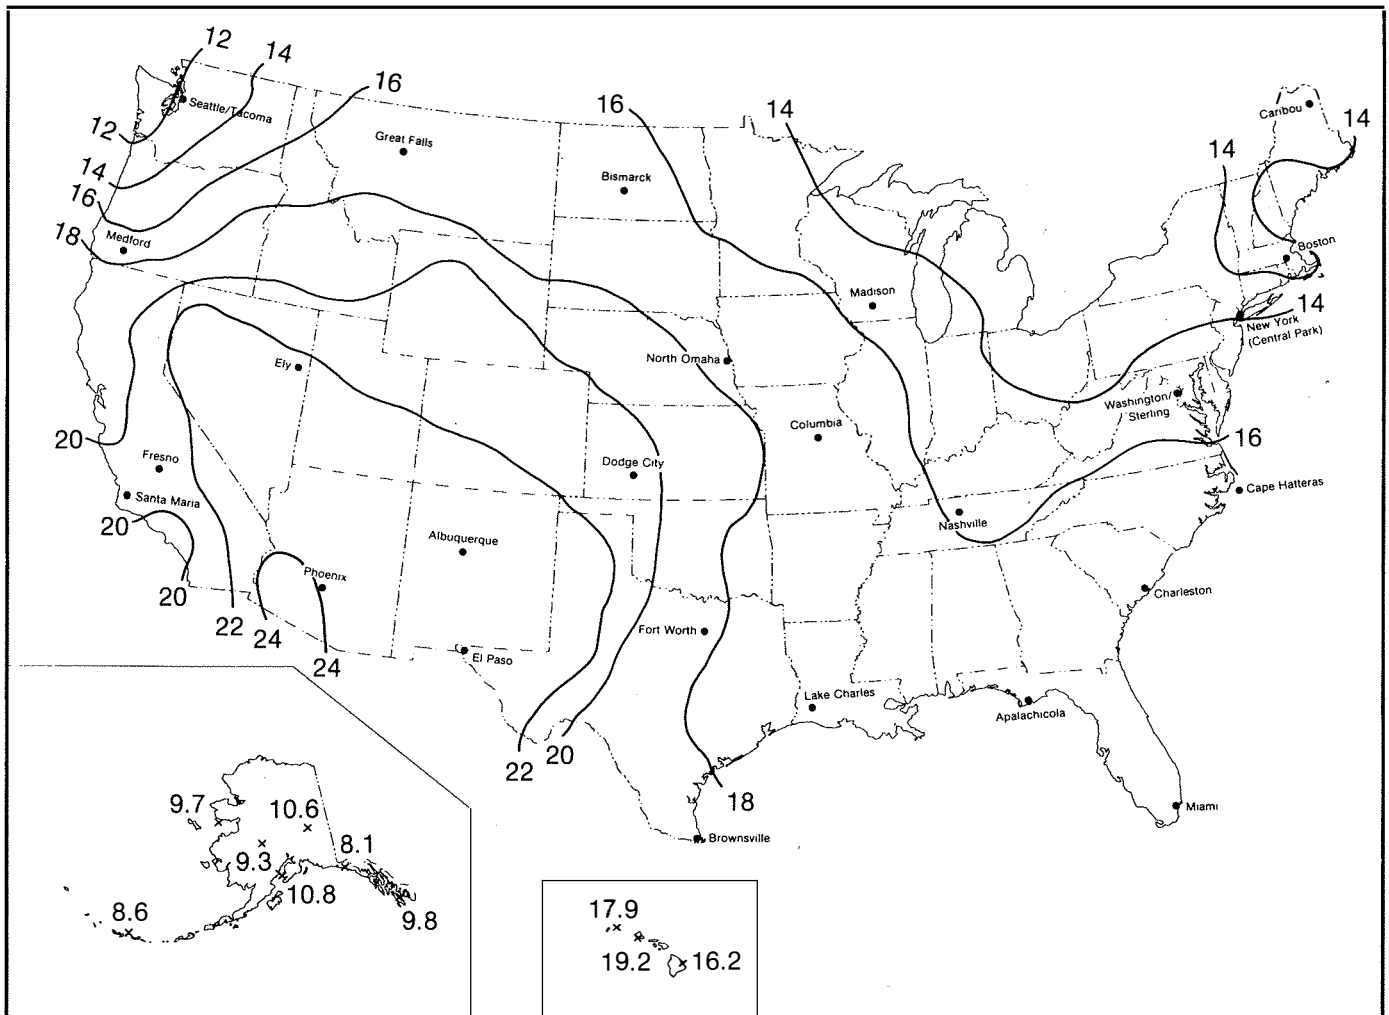 12
14
16
16
14
Caribou
14
12
Seattle/Tacoma
Great Falls
14
14
Bismarck
16
18
Medford
Boston
Madison
14
New York
(Central Park)
North Omaha
Ely
Washington/
Sterling
Columbia
20
16
Fresno
Dodge City
Santa Maria
Cape Hatteras
20
Nashville
Albuquerque
Phoenix
20
Charleston
22
24
24
Fort Worth
El Paso
Lake Charles
Apalachicola
22
20
18
Miami
Brownsville
9.7
10.6
9.3
8.1
10.8
8.6
9.8
17.9
19.2
16.2